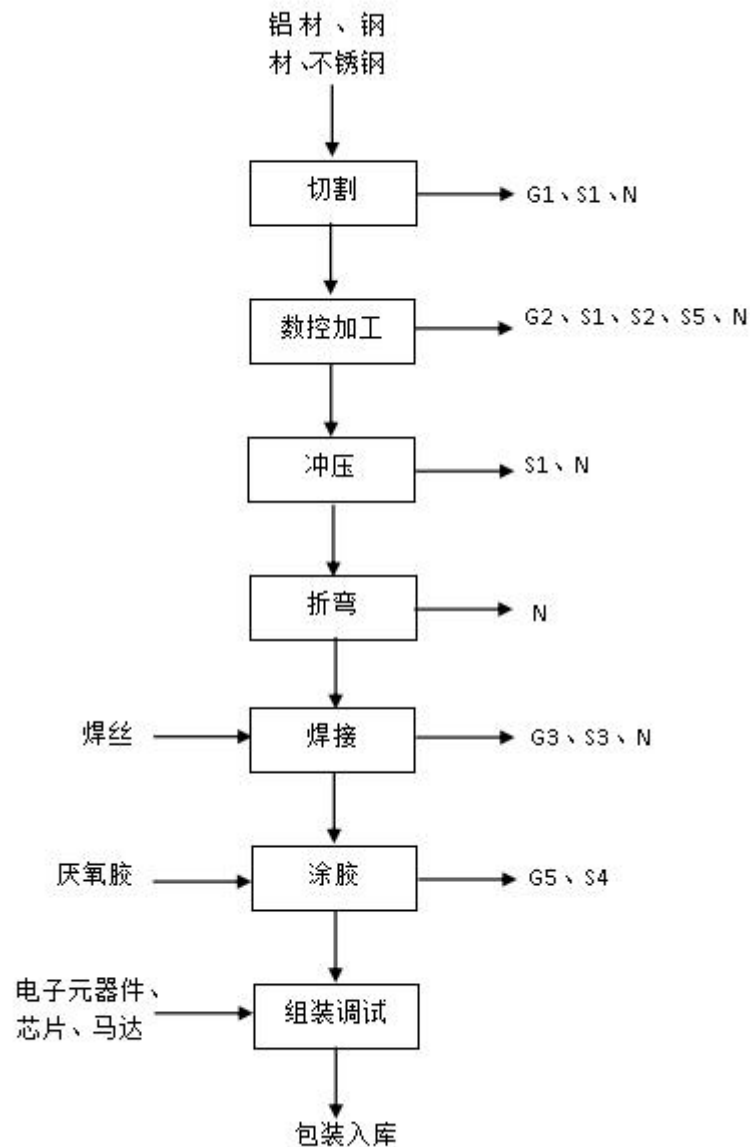 铝材、钢
材、不锈钢
切割
G1、S1、N
数控加工
G2、S1、S2、S5、N
冲压
S1、N
折弯
N
焊丝
焊接
G3、S3、N
厌氧胶
涂胶
G5、S4
电子元器件、
芯片、马达
组装调试
包装入库